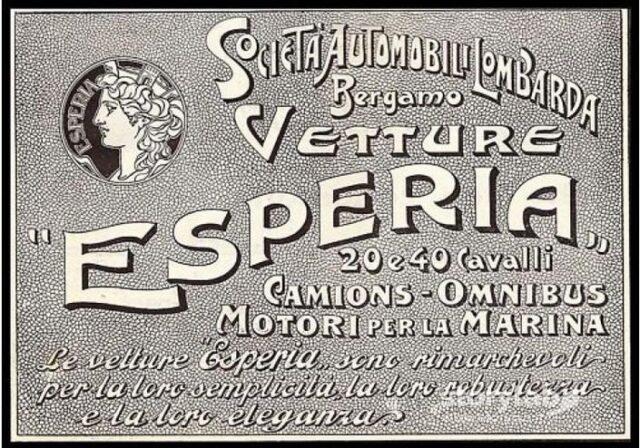 ESPERIA
SOCIETÀ AUTOMOBILI LOMBARDA
Bergamo
VETTURE
"ESPERIA„
20 e 40 Cavalli
CAMIONS - OMNIBUS
MOTORI PER LA MARINA
Le vetture "Esperia„ sono rimarchevoli
per la loro semplicità, la loro robustezza
e la loro eleganza.